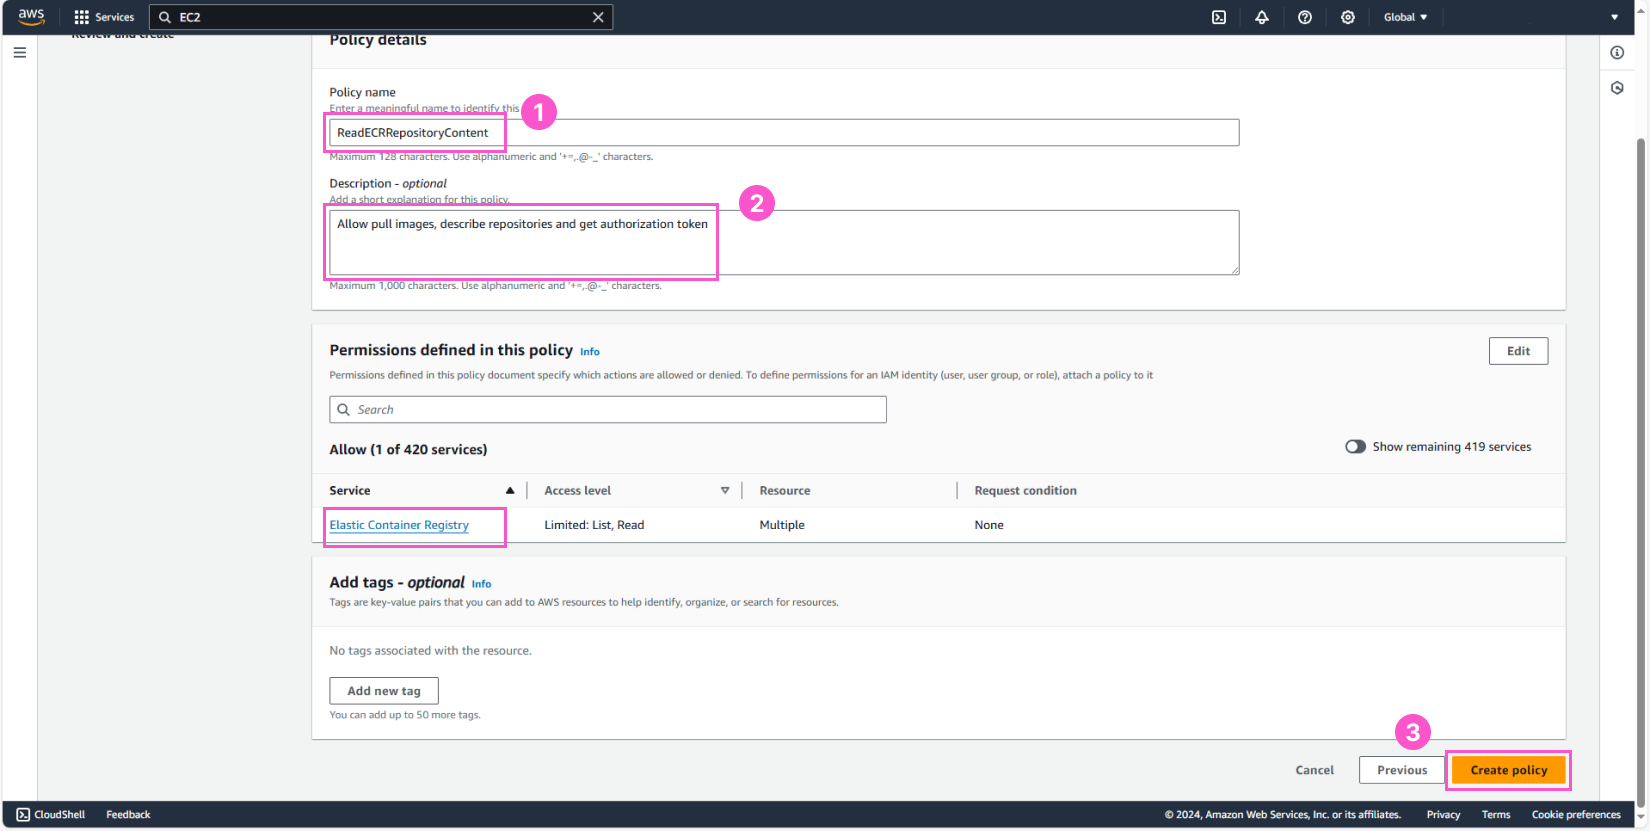 aws
Services
EC2
Global
Review and create
Policy details
Policy name
Enter a meaningful name to identify this
1
ReadECRRepositoryContent
Maximum 128 characters. Use alphanumeric and '+=,.@-_' characters.
Description - optional
Add a short explanation for this policy.
2
Allow pull images, describe repositories and get authorization token
Maximum 1,000 characters. Use alphanumeric and '+=,.@-_' characters.
Permissions defined in this policy Info
Edit
Permissions defined in this policy document specify which actions are allowed or denied. To define permissions for an IAM identity (user, user group, or role), attach a policy to it
Search
Allow (1 of 420 services)
Show remaining 419 services
Service Access level Resource Request condition
Elastic Container Registry Limited: List, Read Multiple None
Add tags - optional Info
Tags are key-value pairs that you can add to AWS resources to help identify, organize, or search for resources.
No tags associated with the resource.
Add new tag
You can add up to 50 more tags.
3
Cancel Previous Create policy
CloudShell Feedback © 2024, Amazon Web Services, Inc. or its affiliates. Privacy Terms Cookie preferences